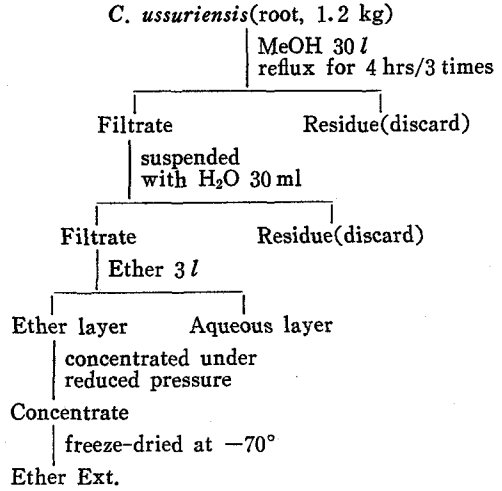 C. ussuriensis(root, 1.2 kg)
MeOH 30 l
reflux for 4 hrs/3 times
Filtrate Residue(discard)
suspended
with H₂O 30 ml
Filtrate Residue(discard)
Ether 3 l
Ether layer Aqueous layer
concentrated under
reduced pressure
Concentrate
freeze-dried at −70°
Ether Ext.